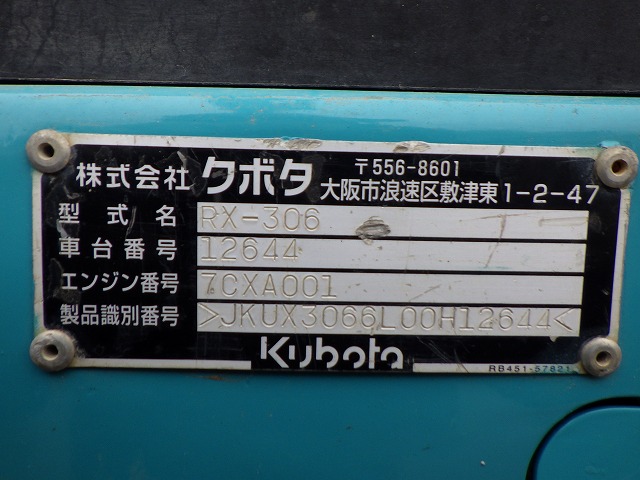 株式会社 クボタ 〒556-8601
大阪市浪速区敷津東1-2-47
型式名 RX-306
車台番号 12644
エンジン番号 7CXA001
製品識別番号 >JKUX3066L00H12644<
Kubota
RB451-57821